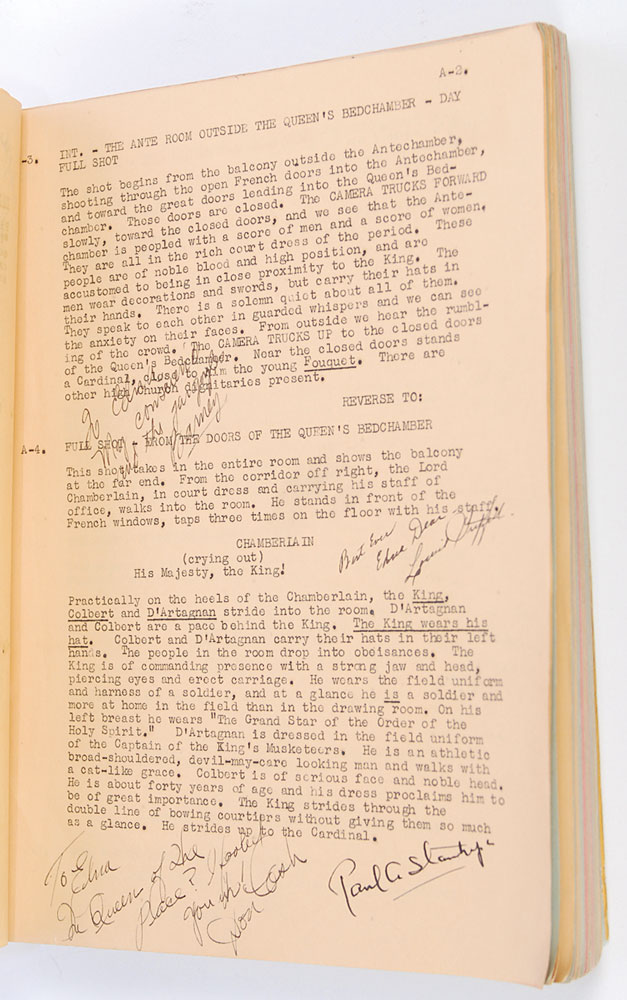 A-2.
-3. INT. - THE ANTE ROOM OUTSIDE THE QUEEN'S BEDCHAMBER - DAY
FULL SHOT
The shot begins from the balcony outside the Antechamber,
shooting through the open French doors into the Antechamber,
and toward the great doors leading into the Queen's Bed-
chamber. These doors are closed. The CAMERA TRUCKS FORWARD
slowly, toward the closed doors, and we see that the Ante-
chamber is peopled with a score of men and a score of women.
They are all in the rich court dress of the period. These
people are of noble blood and high position, and are
accustomed to being in close proximity to the King. The
men wear decorations and swords, but carry their hats in
their hands. There is a solemn quiet about all of them.
They speak to each other in guarded whispers and we can see
the anxiety on their faces. From outside we hear the rumbl-
ing of the crowd. The CAMERA TRUCKS UP to the closed doors
of the Queen's Bedchamber. Near the closed doors stands
a Cardinal, close to him the young Fouquet. There are
other high Church dignitaries present.
To
My
the
REVERSE TO:
A-4. FULL SHOT - FROM THE DOORS OF THE QUEEN'S BEDCHAMBER
This shot takes in the entire room and shows the balcony
at the far end. From the corridor off right, the Lord
Chamberlain, in court dress and carrying his staff of
office, walks into the room. He stands in front of the
French windows, taps three times on the floor with his staff.
Best Ever
Edna Dear
CHAMBERLAIN
(crying out)
His Majesty, the King!
Practically on the heels of the Chamberlain, the King,
Colbert and D'Artagnan stride into the room. D'Artagnan
and Colbert are a pace behind the King. The King wears his
hat. Colbert and D'Artagnan carry their hats in their left
hands. The people in the room drop into obeisances. The
King is of commanding presence with a strong jaw and head,
piercing eyes and erect carriage. He wears the field uniform
and harness of a soldier, and at a glance he is a soldier and
more at home in the field than in the drawing room. On his
left breast he wears "The Grand Star of the Order of the
Holy Spirit." D'Artagnan is dressed in the field uniform
of the Captain of the King's Musketeers. He is an athletic
broad-shouldered, devil-may-care looking man and walks with
a cat-like grace. Colbert is of serious face and noble head.
He is about forty years of age and his dress proclaims him to
be of great importance. The King strides through the
double line of bowing courtiers without giving them so much
as a glance. He strides up to the Cardinal.
To Edna
The Queen of the
Place?
you do!
Don Cash
Paul A Stanhope